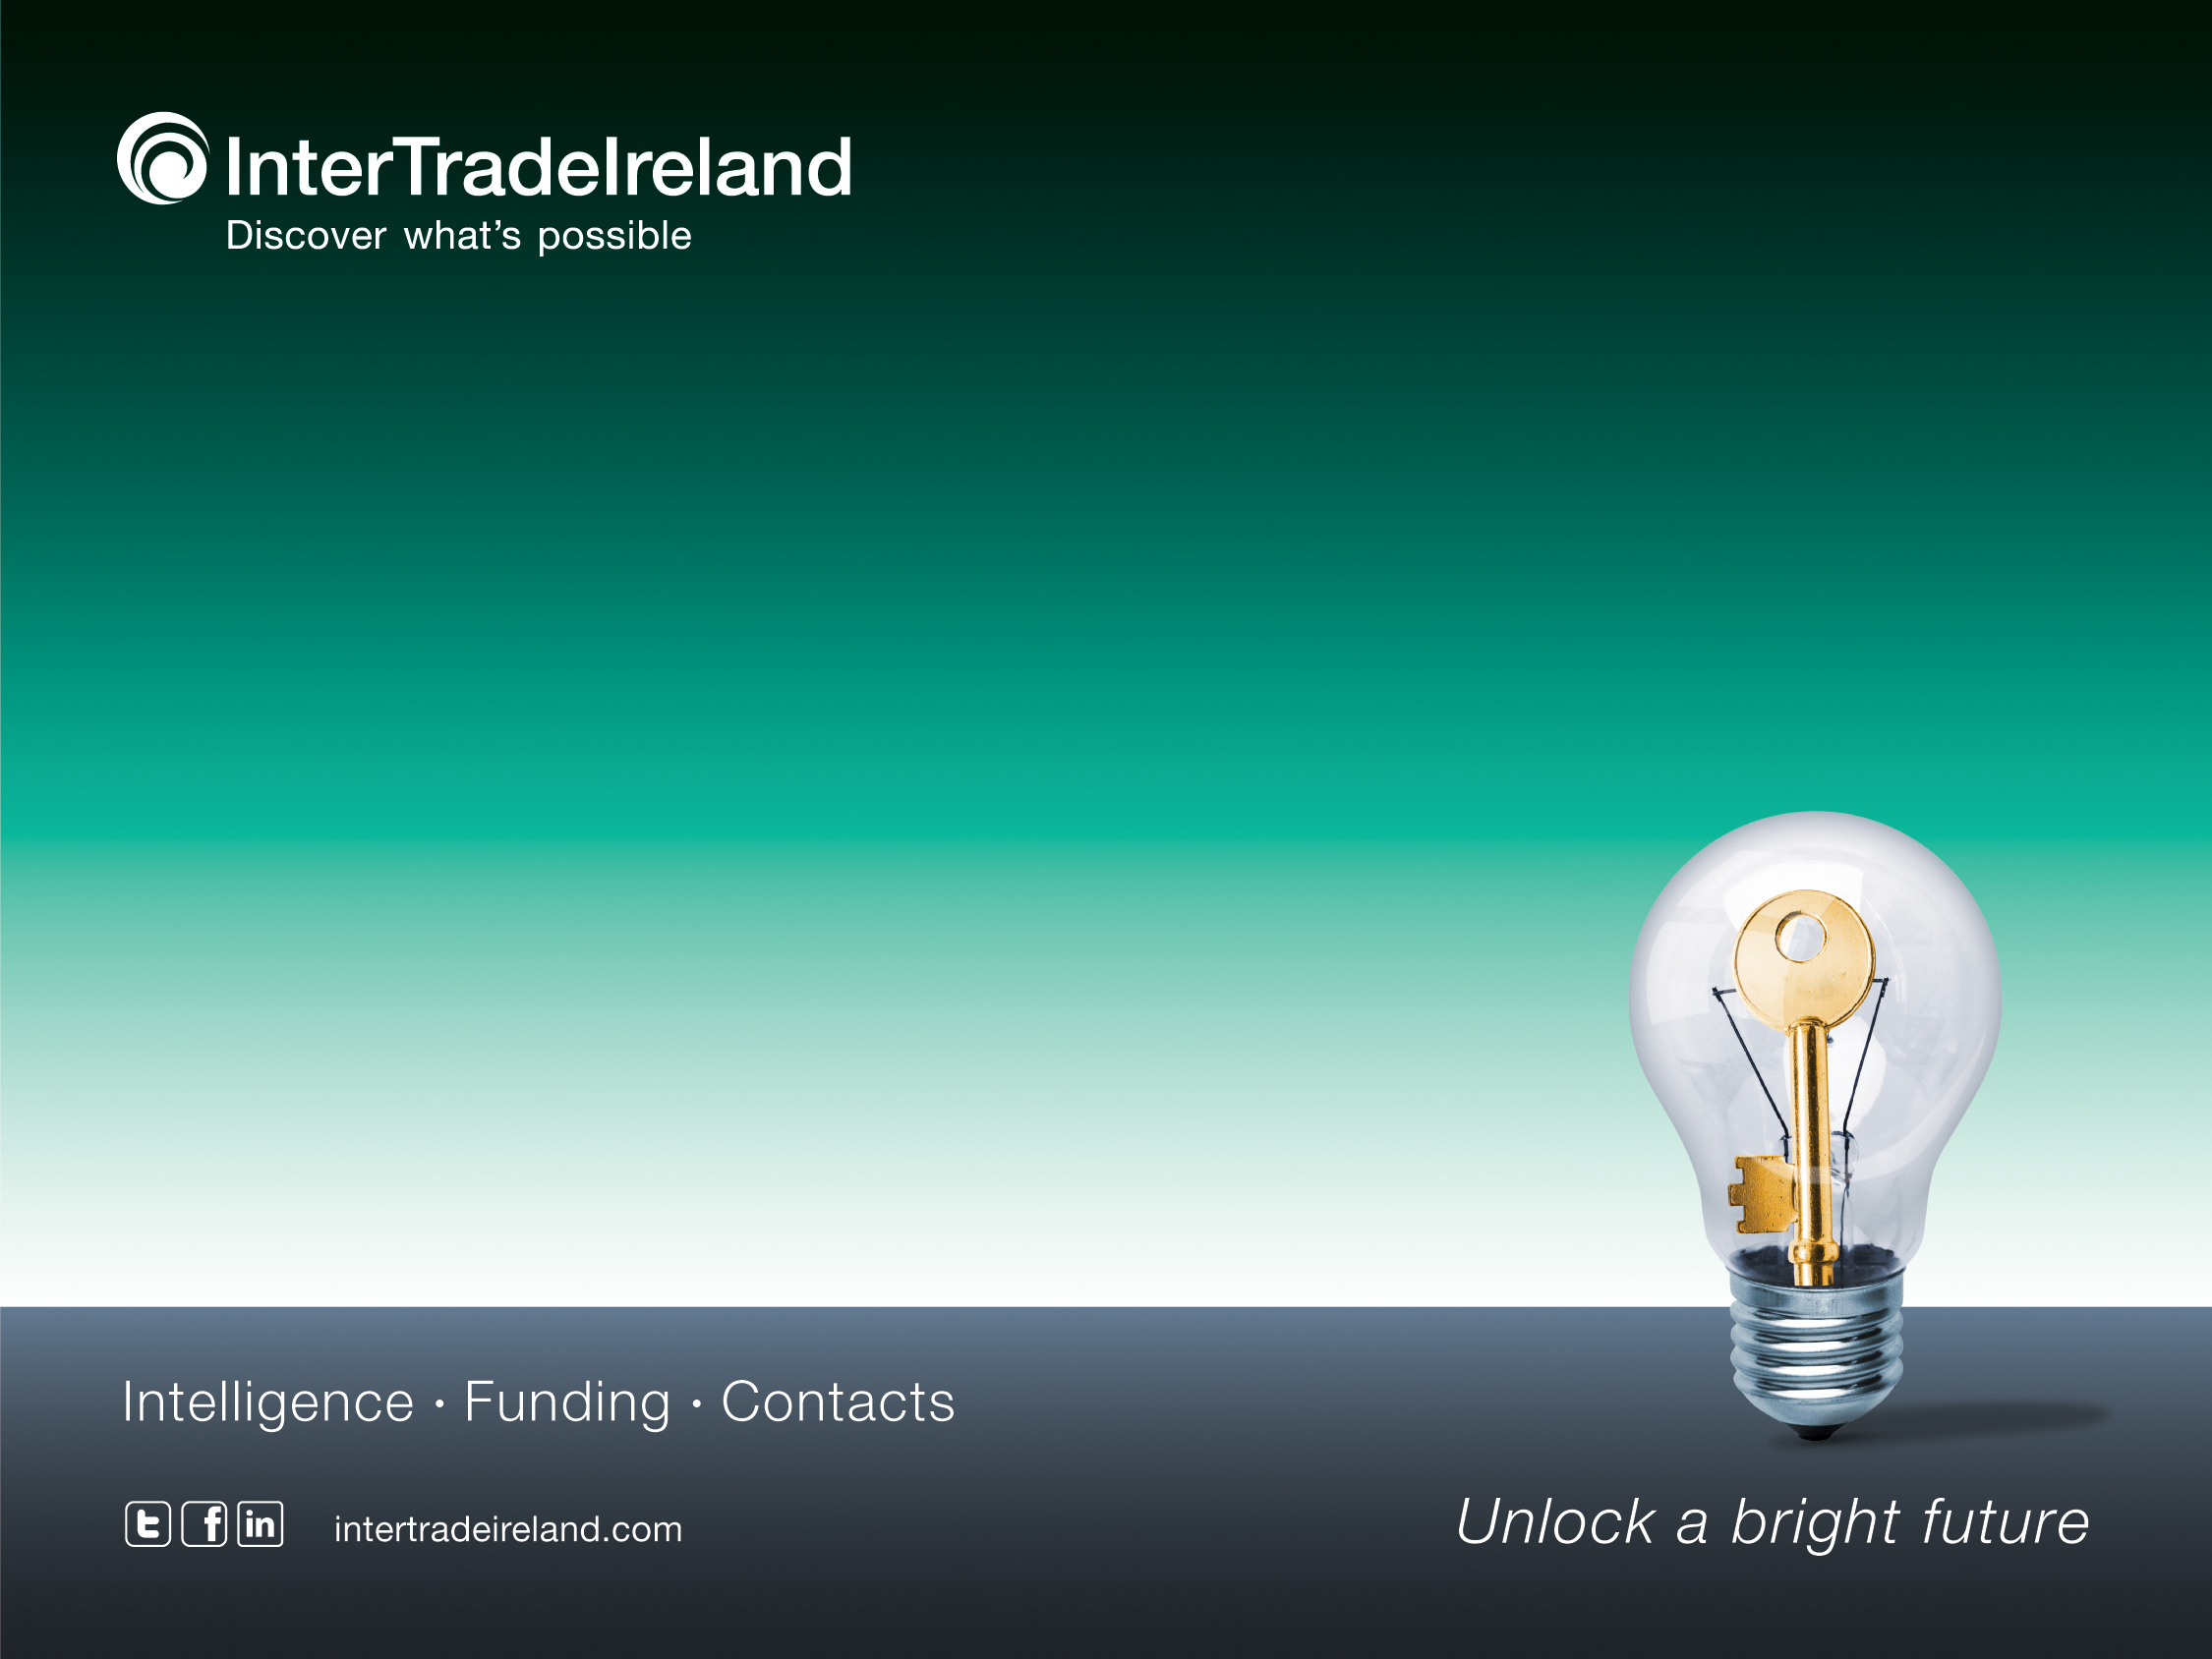 InterTradeIreland
Discover what’s possible
Intelligence · Funding · Contacts
intertradeireland.com
Unlock a bright future